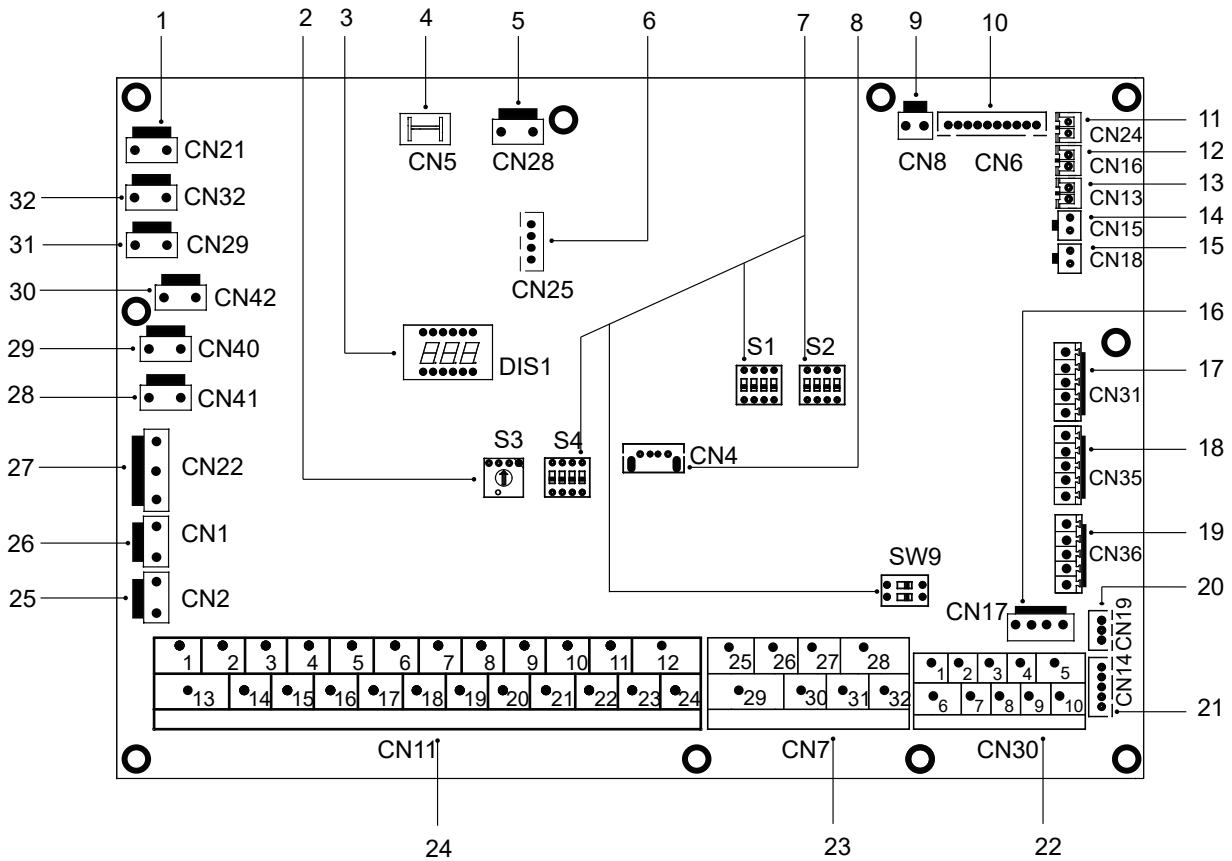 1 2 3 4 5 6 7 8 9 10
CN21
CN5
CN28
CN8
CN6
11
CN24
12
CN16
13
CN13
14
CN15
15
CN18
32
CN32
31
CN29
CN25
30
CN42
16
29
CN40
3
DIS1
S1
S2
17
CN31
28
CN41
27
CN22
S3
S4
CN4
18
CN35
26
CN1
19
CN36
25
CN2
SW9
CN17
20
CN19
1 2 3 4 5 6 7 8 9 10 11 12
13 14 15 16 17 18 19 20 21 22 23 24
CN11
25 26 27 28
29 30 31 32
CN7
1 2 3 4 5
6 7 8 9 10
CN30
CN14
21
24
23
22